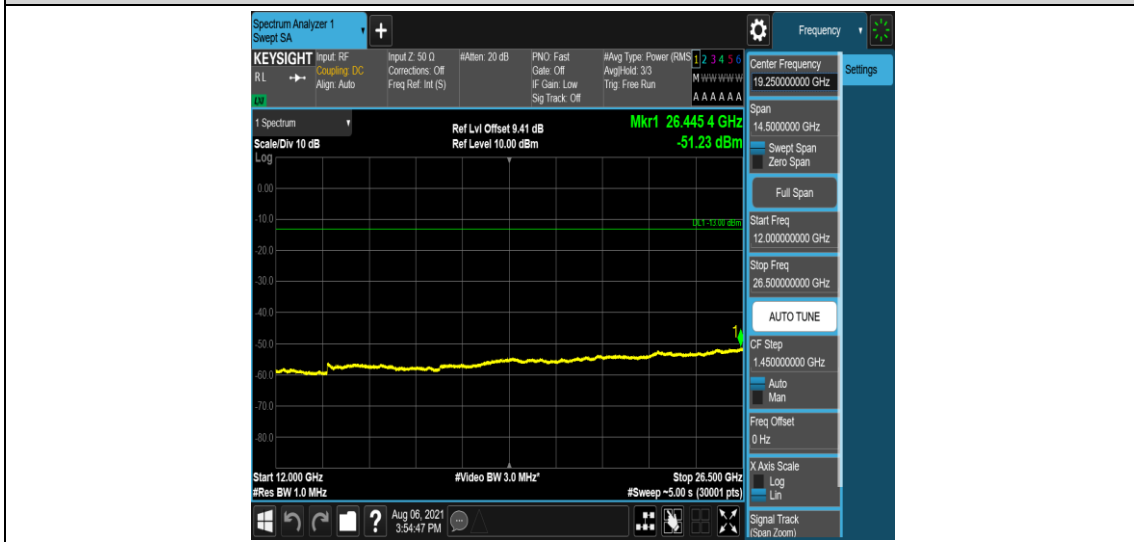 Spectrum Analyzer 1
Swept SA
+
Frequency
KEYSIGHT
RL
LXI
Input: RF
Coupling: DC
Align: Auto
Input Z: 50 Ω
Corrections: Off
Freq Ref: Int (S)
#Atten: 20 dB
PNO: Fast
Gate: Off
IF Gain: Low
Sig Track: Off
#Avg Type: Power (RMS
Avg|Hold: 3/3
Trig: Free Run
1 2 3 4 5 6
M W W W W W
A A A A A A
Center Frequency
19.250000000 GHz
Settings
Span
14.5000000 GHz
Swept Span
Zero Span
Full Span
Start Freq
12.000000000 GHz
Stop Freq
26.500000000 GHz
AUTO TUNE
CF Step
1.450000000 GHz
Auto
Man
Freq Offset
0 Hz
X Axis Scale
Log
Lin
Signal Track
(Span Zoom)
1 Spectrum
Scale/Div 10 dB
Log
Ref Lvl Offset 9.41 dB
Ref Level 10.00 dBm
Mkr1 26.445 4 GHz
-51.23 dBm
0.00
-10.0
DL1 -13.00 dBm
-20.0
-30.0
-40.0
1
-50.0
-60.0
-70.0
-80.0
Start 12.000 GHz
#Res BW 1.0 MHz
#Video BW 3.0 MHz*
Stop 26.500 GHz
#Sweep ~5.00 s (30001 pts)
?
Aug 06, 2021
3:54:47 PM